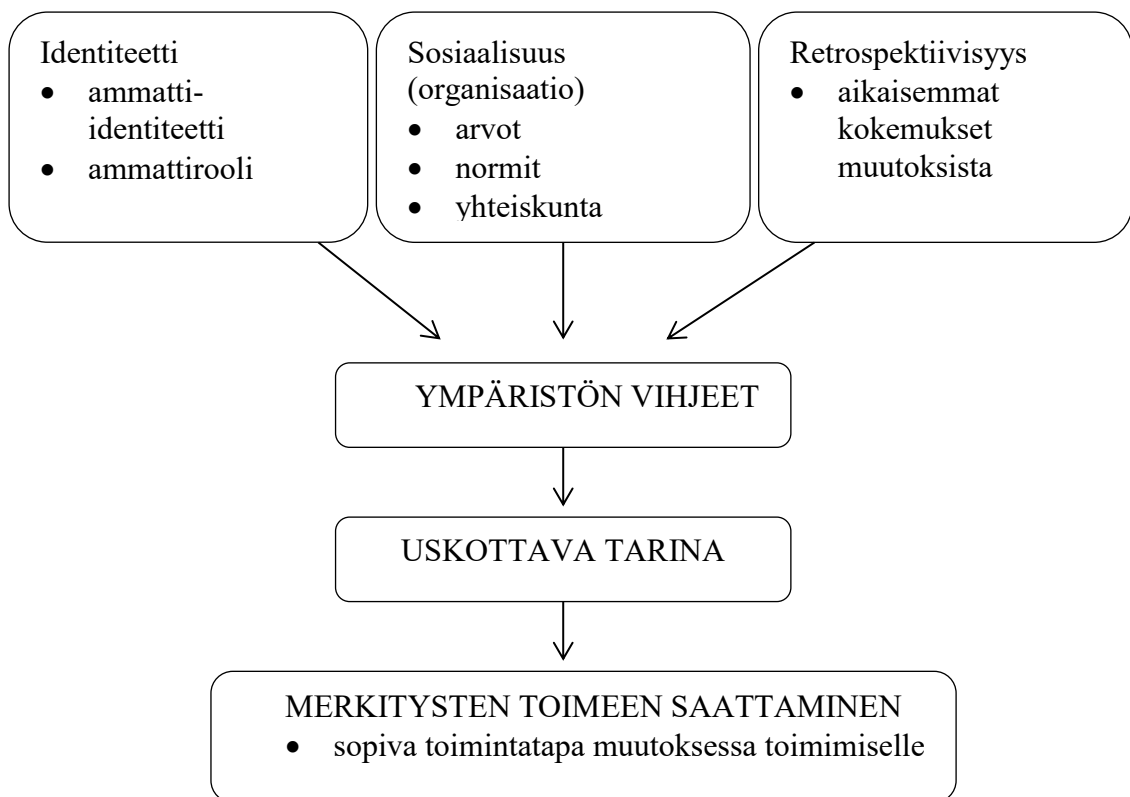 Identiteetti
• ammatti-
identiteetti
• ammattirooli
Sosiaalisuus
(organisaatio)
• arvot
• normit
• yhteiskunta
Retrospektiivisyys
• aikaisemmat
kokemukset
muutoksista
YMPÄRISTÖN VIHJEET
USKOTTAVA TARINA
MERKITYSTEN TOIMEEN SAATTAMINEN
• sopiva toimintatapa muutoksessa toimimiselle